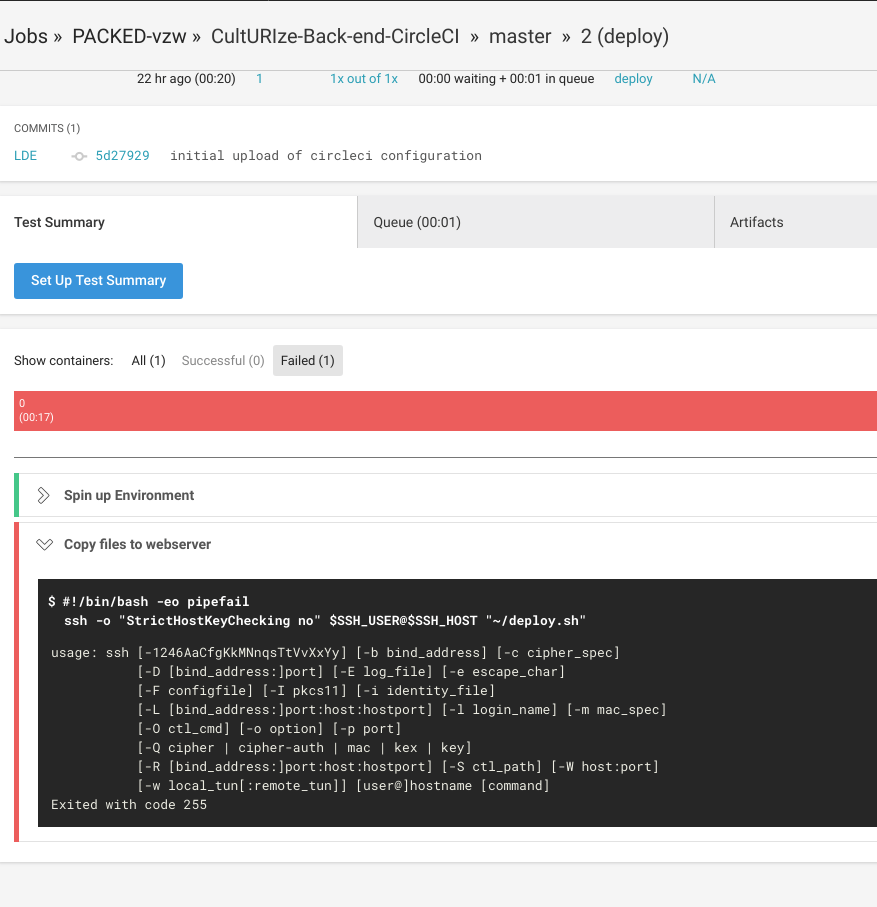 Jobs » PACKED-vzw » CultURIze-Back-end-CircleCI » master » 2 (deploy)
22 hr ago (00:20) 1 1x out of 1x 00:00 waiting + 00:01 in queue deploy N/A
COMMITS (1)
LDE 5d27929 initial upload of circleci configuration
Test Summary Queue (00:01) Artifacts
Set Up Test Summary
Show containers: All (1) Successful (0) Failed (1)
0
(00:17)
Spin up Environment
Copy files to webserver
$ #!/bin/bash -eo pipefail
ssh -o "StrictHostKeyChecking no" $SSH_USER@$SSH_HOST "~/deploy.sh"
usage: ssh [-1246AaCfgKkMNnqsTtVvXxYy] [-b bind_address] [-c cipher_spec]
[-D [bind_address:]port] [-E log_file] [-e escape_char]
[-F configfile] [-I pkcs11] [-i identity_file]
[-L [bind_address:]port:host:hostport] [-l login_name] [-m mac_spec]
[-O ctl_cmd] [-o option] [-p port]
[-Q cipher | cipher-auth | mac | kex | key]
[-R [bind_address:]port:host:hostport] [-S ctl_path] [-W host:port]
[-w local_tun[:remote_tun]] [user@]hostname [command]
Exited with code 255